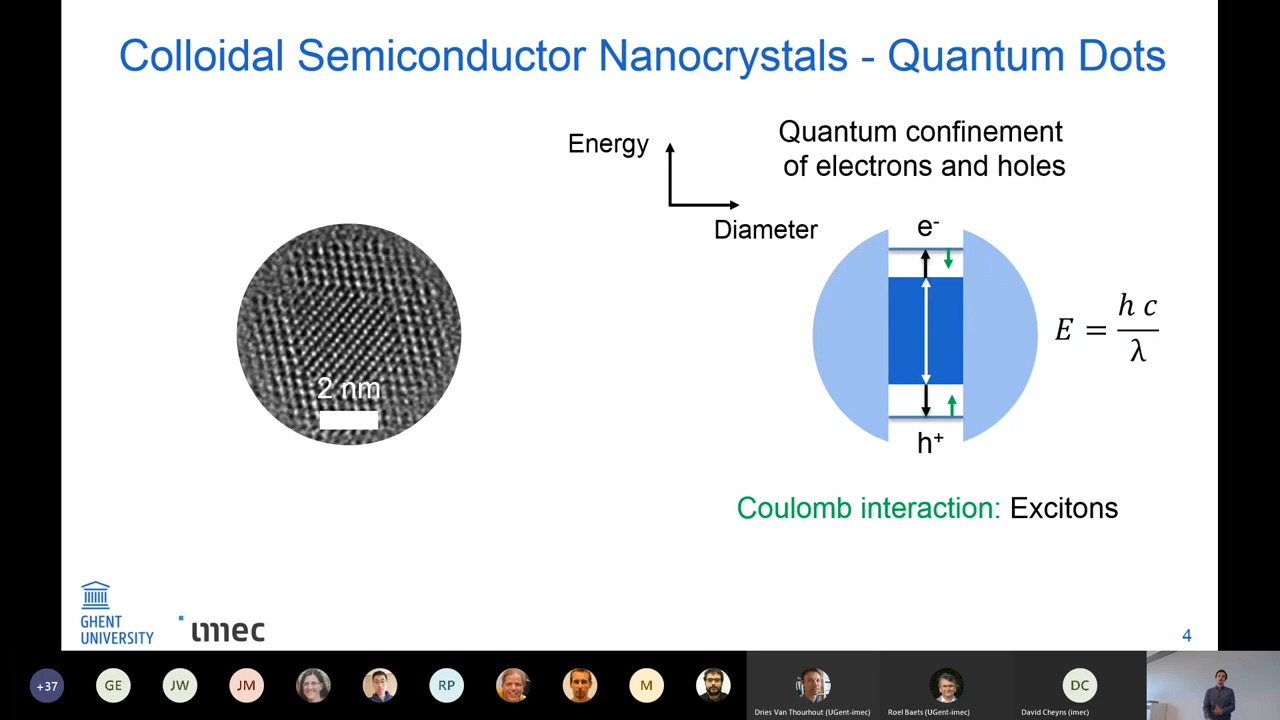 Colloidal Semiconductor Nanocrystals - Quantum Dots
Energy
Diameter
Quantum confinement
of electrons and holes
e-
h+
E = h c / λ
2 nm
Coulomb interaction: Excitons
GHENT
UNIVERSITY
imec
4
+37
GE
JW
JM
RP
M
DC
Dries Van Thourhout (UGent-imec)
Roel Baets (UGent-imec)
David Cheyns (imec)